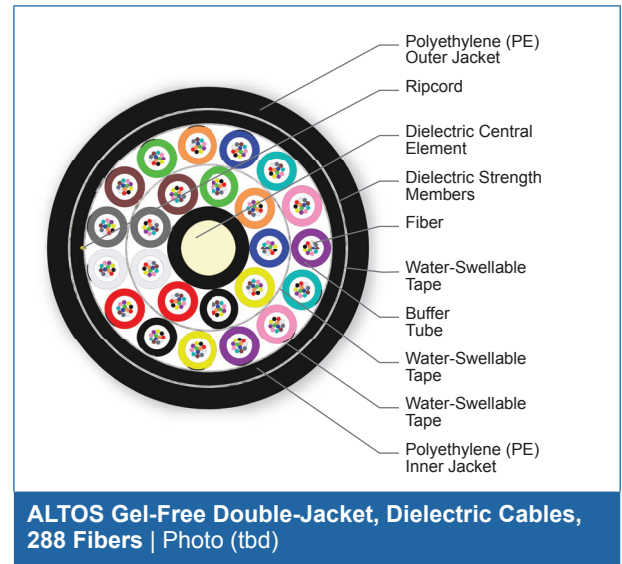 Polyethylene (PE)
Outer Jacket
Ripcord
Dielectric Central
Element
Dielectric Strength
Members
Fiber
Water-Swellable
Tape
Buffer
Tube
Water-Swellable
Tape
Water-Swellable
Tape
Polyethylene (PE)
Inner Jacket
ALTOS Gel-Free Double-Jacket, Dielectric Cables,
288 Fibers | Photo (tbd)